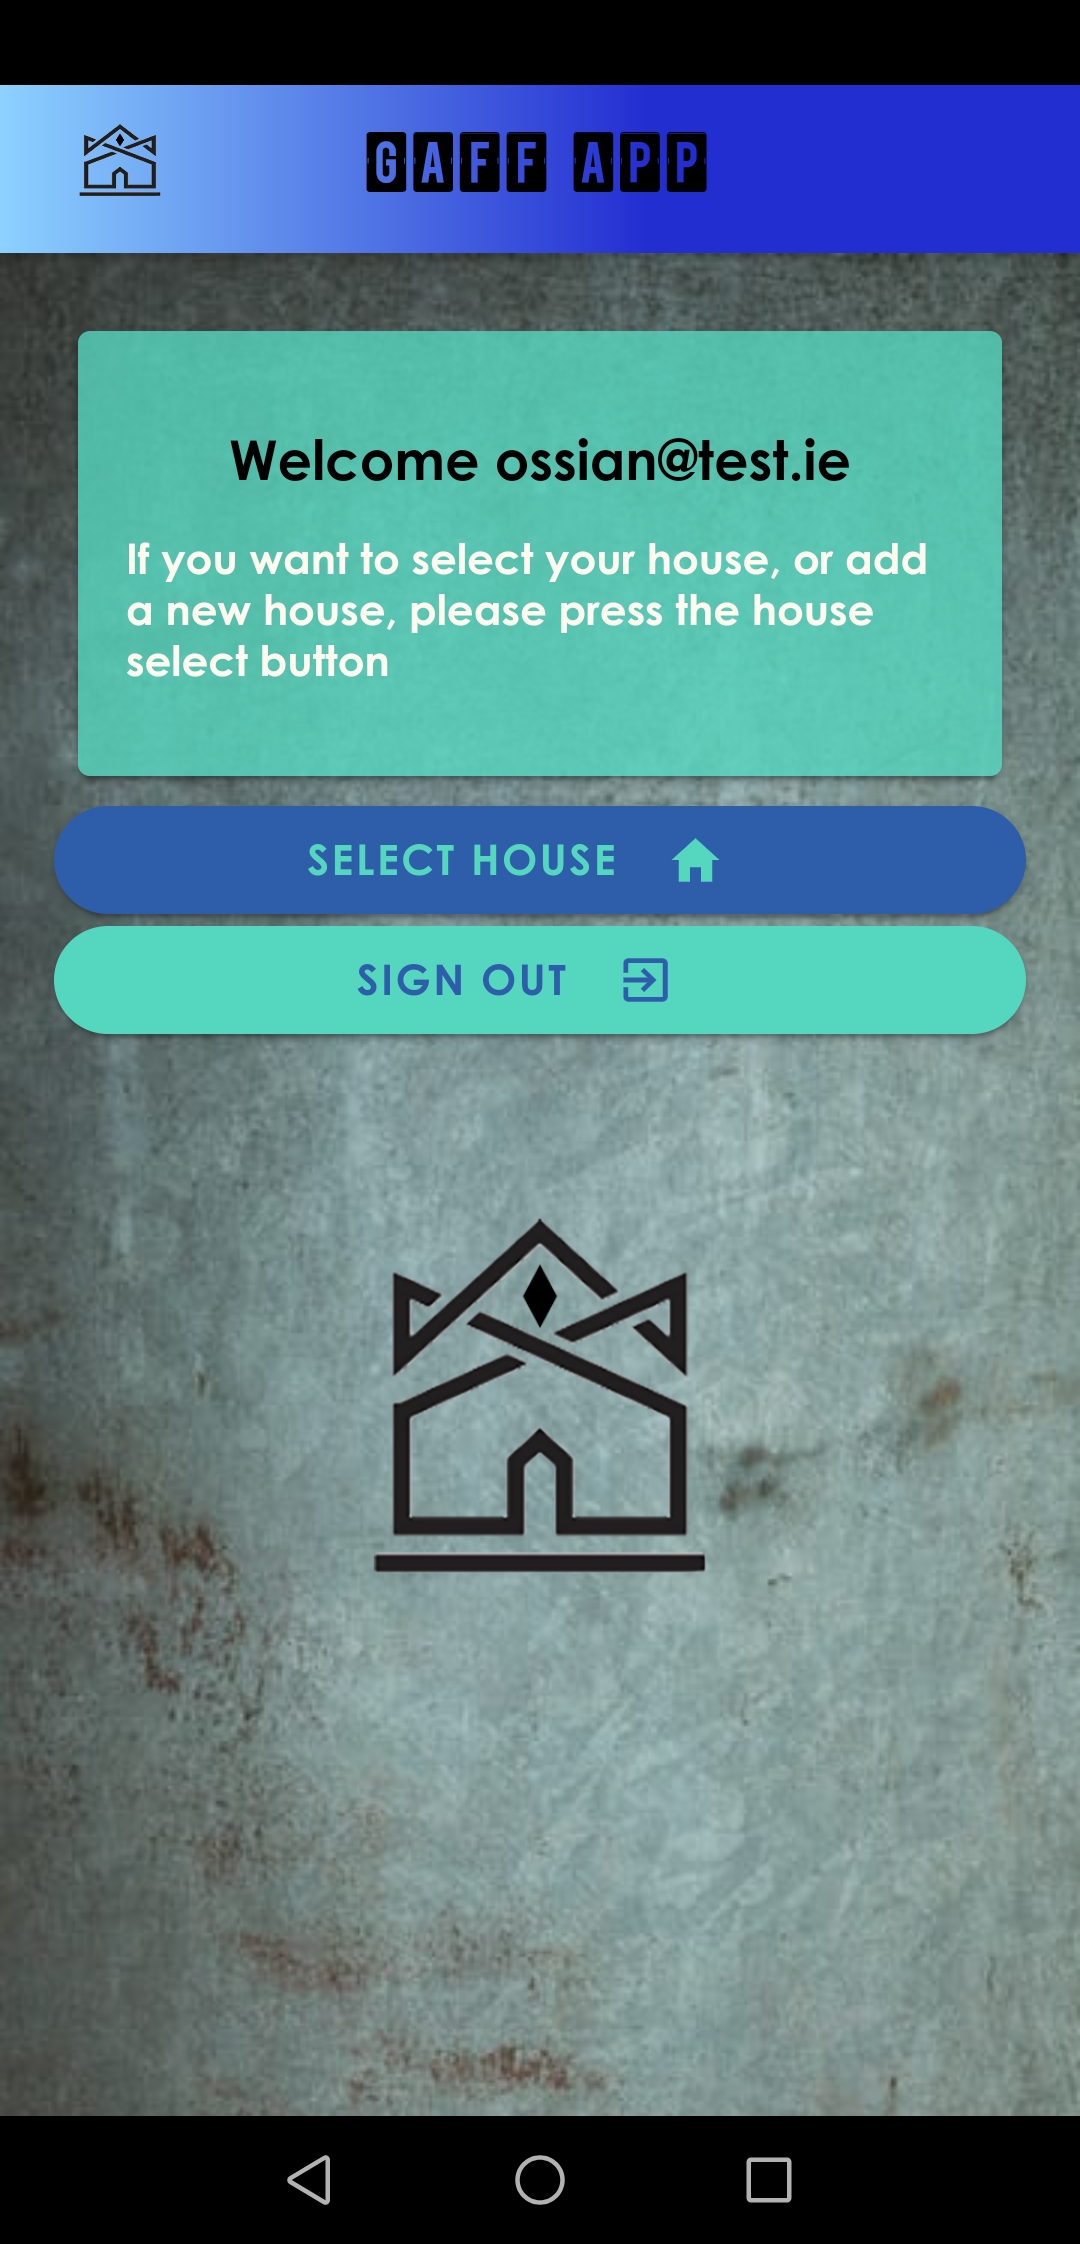 GAFF APP
Welcome ossian@test.ie
If you want to select your house, or add
a new house, please press the house
select button
SELECT HOUSE
SIGN OUT